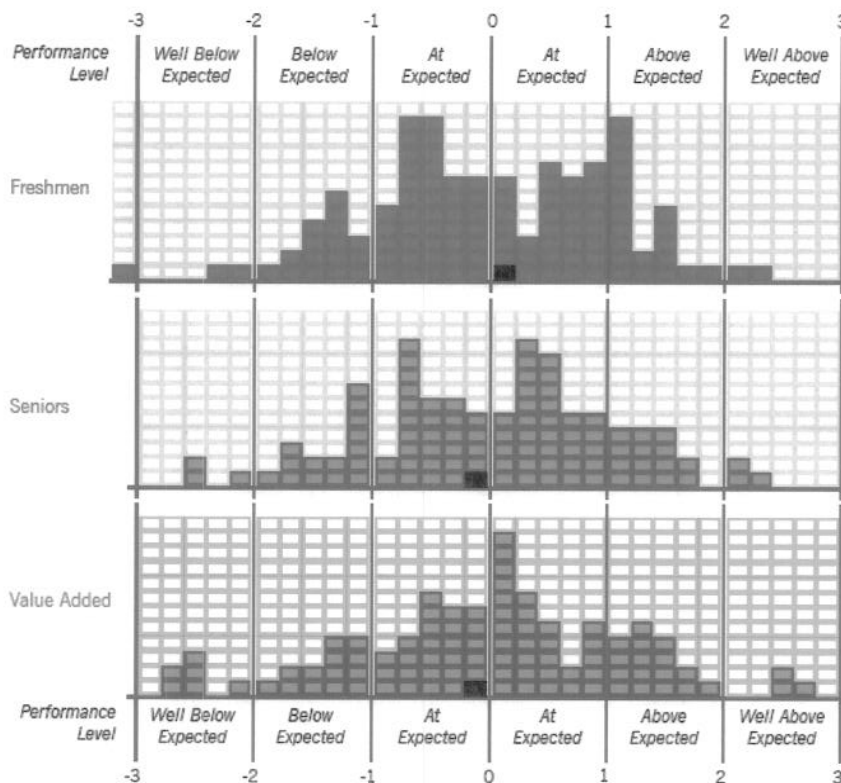 -3 -2 -1 0 1 2 3
Performance Level Well Below Expected Below Expected At Expected At Expected Above Expected Well Above Expected
Freshmen
Seniors
Value Added
Performance Level Well Below Expected Below Expected At Expected At Expected Above Expected Well Above Expected
-3 -2 -1 0 1 2 3